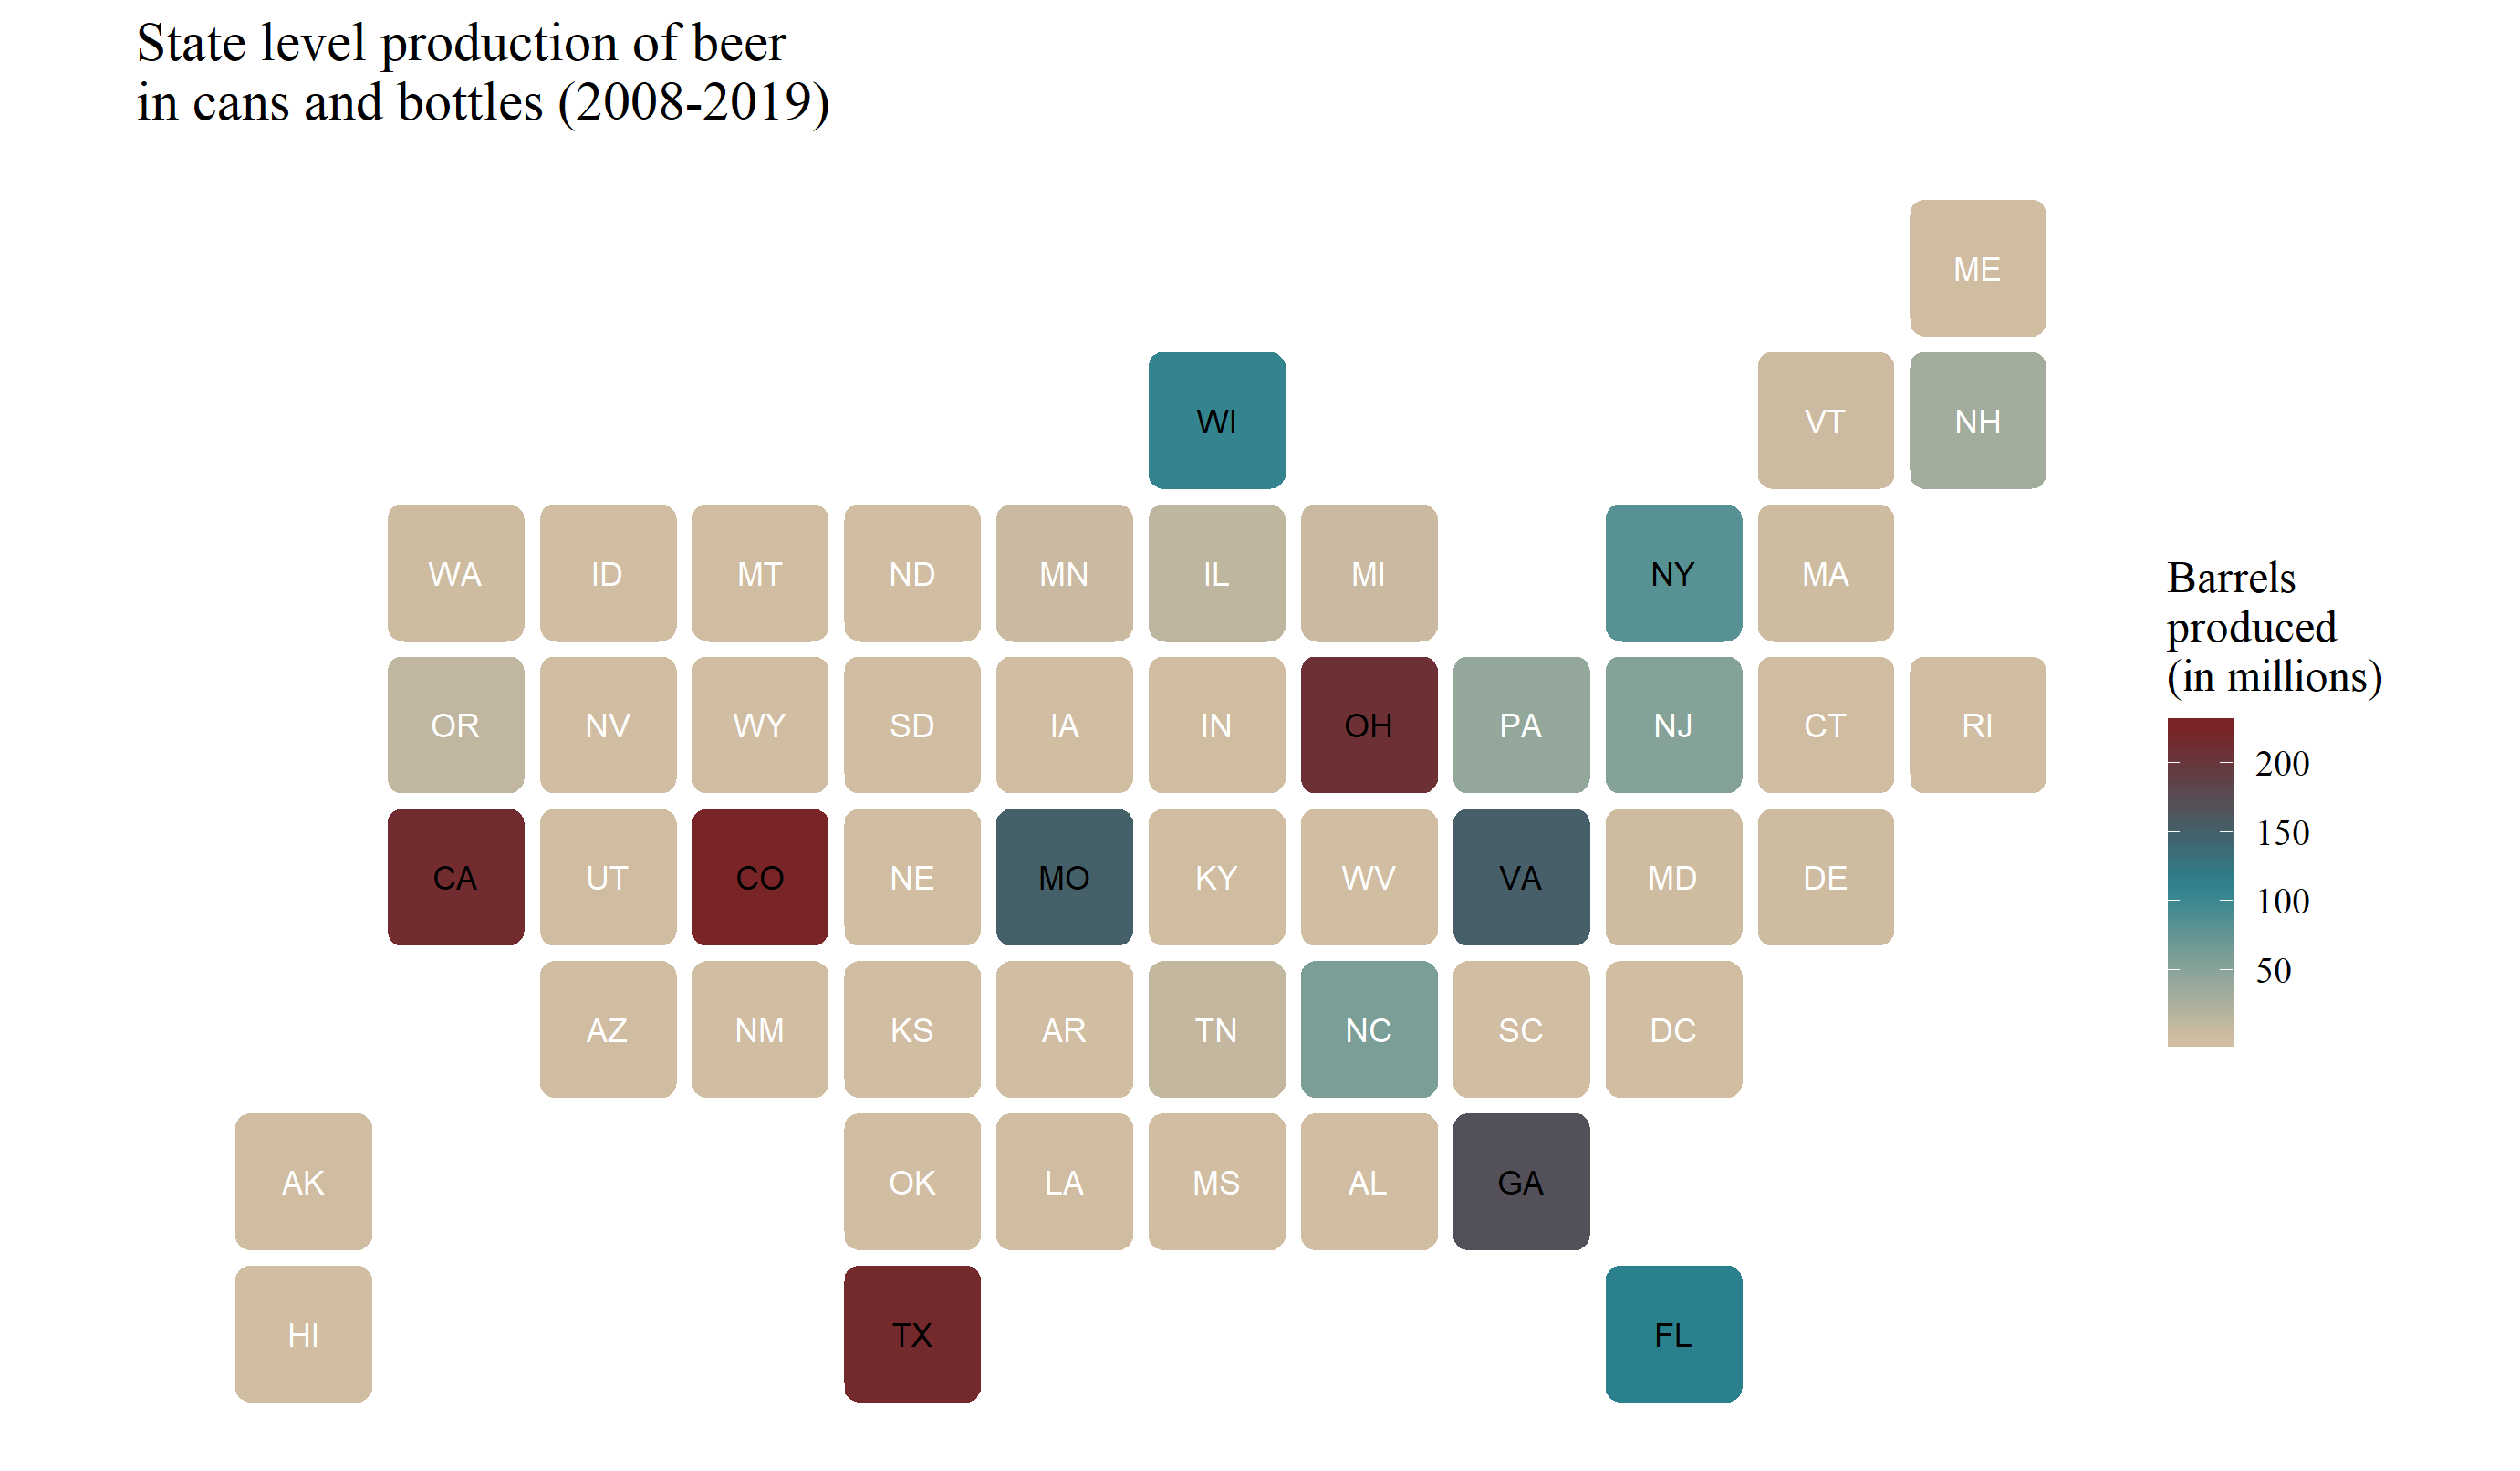 State level production of beer
in cans and bottles (2008-2019)
ME
WI VT NH
WA ID MT ND MN IL MI NY MA
OR NV WY SD IA IN OH PA NJ CT RI
CA UT CO NE MO KY WV VA MD DE
AZ NM KS AR TN NC SC DC
AK OK LA MS AL GA
HI TX FL
Barrels
produced
(in millions)
200
150
100
50